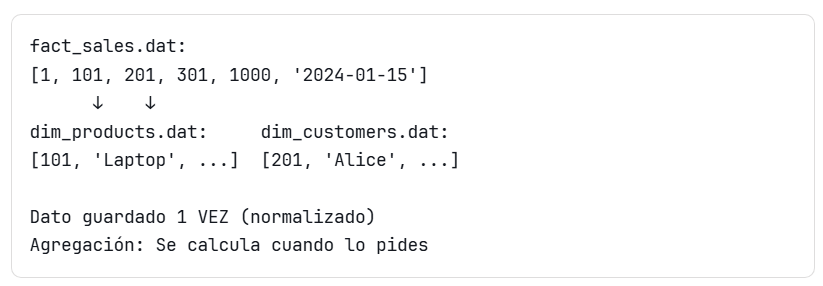 fact_sales.dat:
[1, 101, 201, 301, 1000, '2024-01-15']
↓    ↓
dim_products.dat:     dim_customers.dat:
[101, 'Laptop', ...]  [201, 'Alice', ...]
Dato guardado 1 VEZ (normalizado)
Agregación: Se calcula cuando lo pides